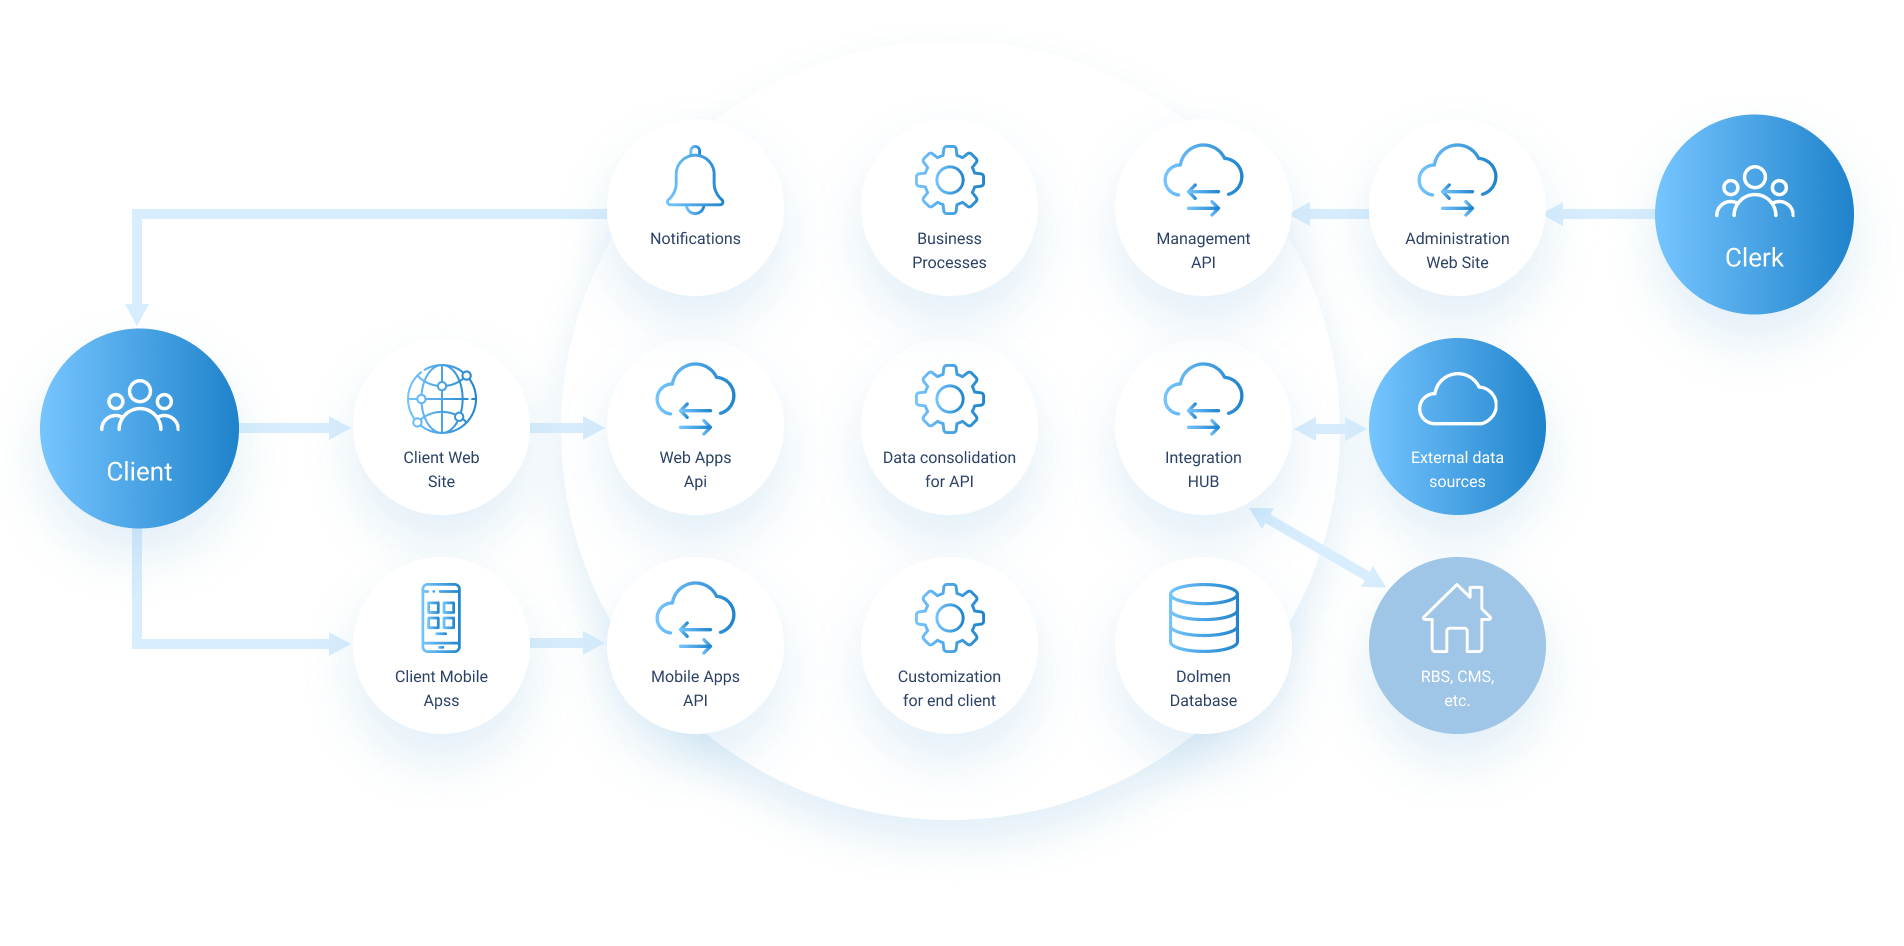 Notifications
Business
Processes
Management
API
Administration
Web Site
Clerk
Client
Client Web
Site
Web Apps
Api
Data consolidation
for API
Integration
HUB
External data
sources
Client Mobile
Apss
Mobile Apps
API
Customization
for end client
Dolmen
Database
RBS, CMS,
etc.